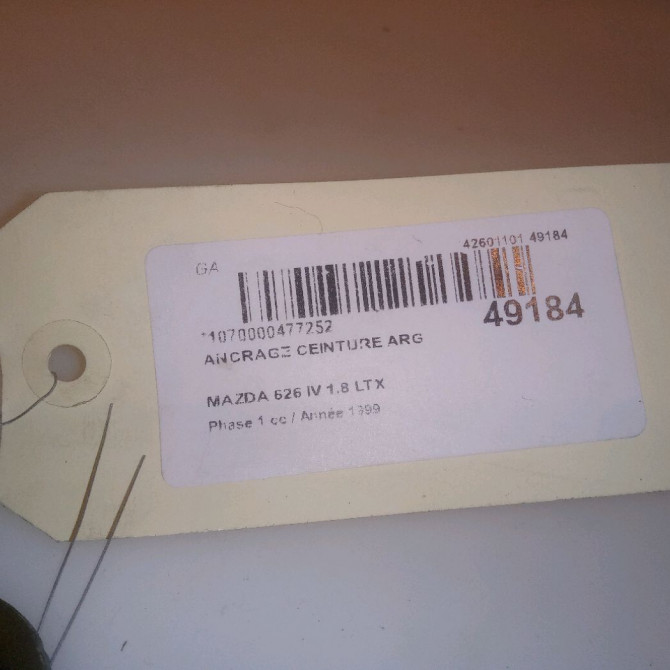 GA
42601101 49184
49184
*1070000477252
ANCRAGE CEINTURE ARG
MAZDA 626 IV 1.8 LTX
Phase 1 cc / Année 1999